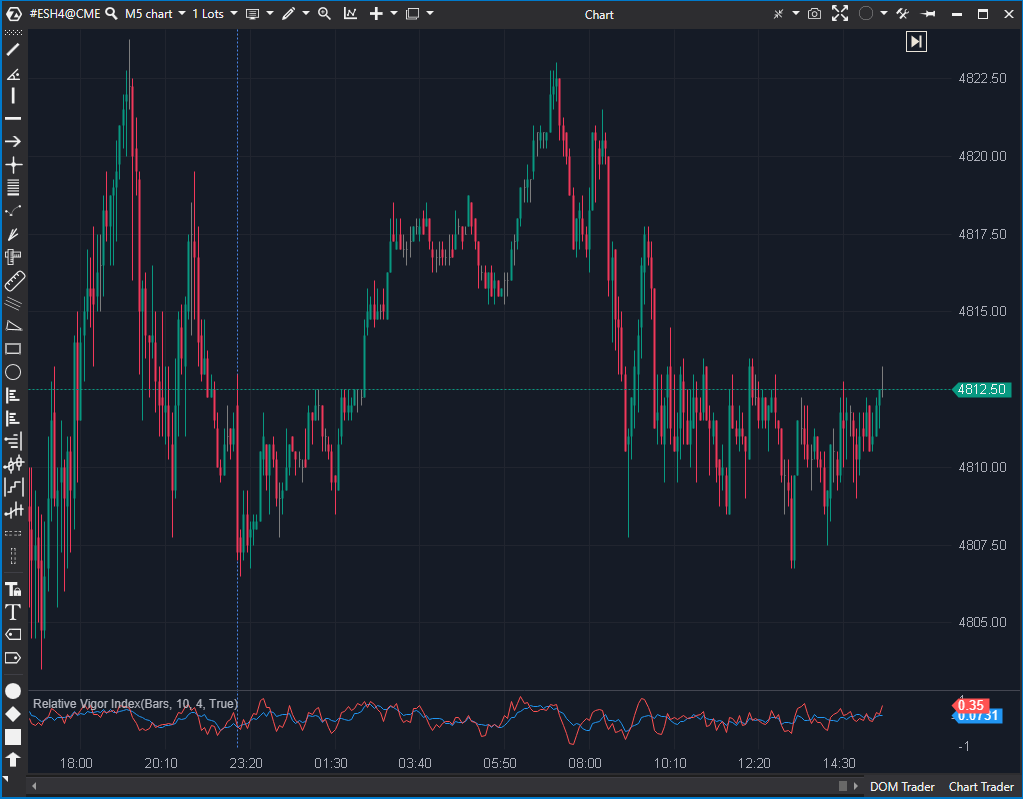 #ESH4@CME M5 chart 1 Lots Chart
4822.50
4820.00
4817.50
4815.00
4812.50
4810.00
4807.50
4805.00
Relative Vigor Index(Bars, 10, 4, True)
0.35
0.0731
-1
18:00 20:10 23:20 01:30 03:40 05:50 08:00 10:10 12:20 14:30
DOM Trader Chart Trader